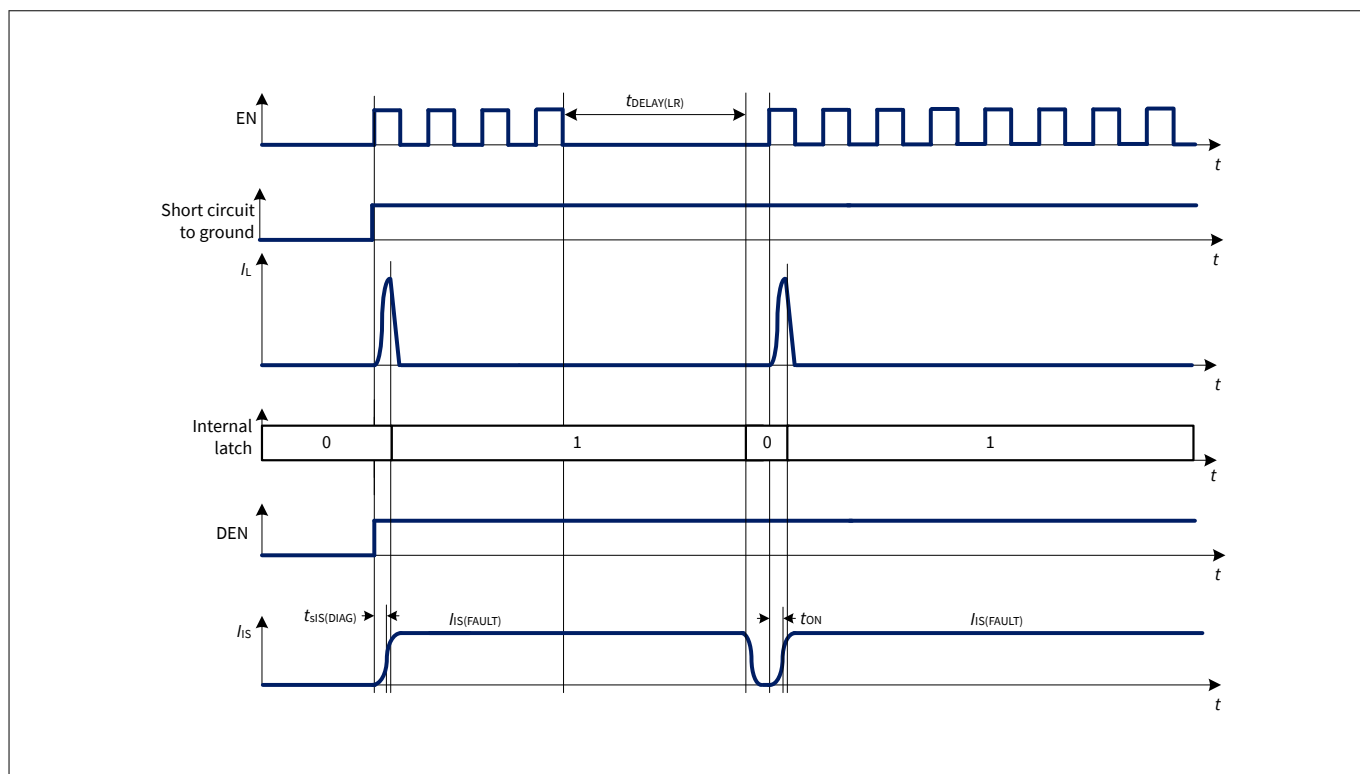 EN
tDELAY(LR)
t
Short circuit
to ground
t
IL
t
Internal
latch
0
1
0
1
t
DEN
t
tsIS(DIAG)
IIS(FAULT)
tON
IIS(FAULT)
IIS
t